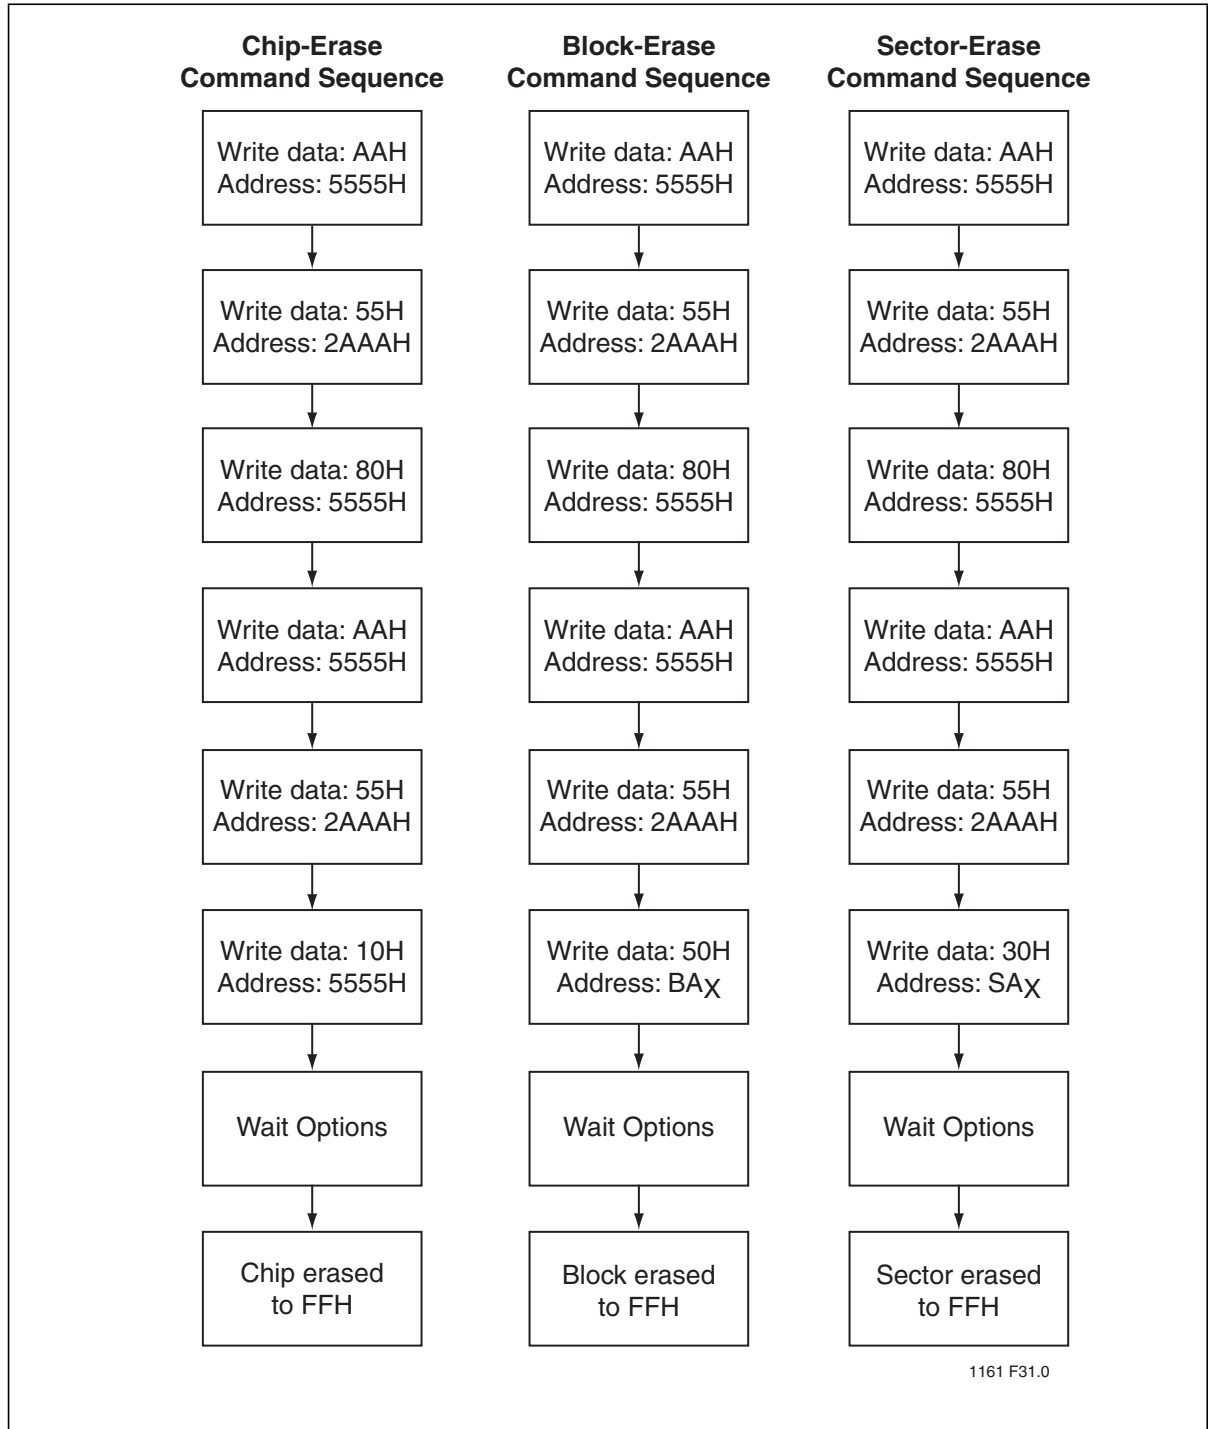 Chip-Erase
Command Sequence
Write data: AAH
Address: 5555H
Write data: 55H
Address: 2AAAH
Write data: 80H
Address: 5555H
Write data: AAH
Address: 5555H
Write data: 55H
Address: 2AAAH
Write data: 10H
Address: 5555H
Wait Options
Chip erased
to FFH
Block-Erase
Command Sequence
Write data: AAH
Address: 5555H
Write data: 55H
Address: 2AAAH
Write data: 80H
Address: 5555H
Write data: AAH
Address: 5555H
Write data: 55H
Address: 2AAAH
Write data: 50H
Address: BAX
Wait Options
Block erased
to FFH
Sector-Erase
Command Sequence
Write data: AAH
Address: 5555H
Write data: 55H
Address: 2AAAH
Write data: 80H
Address: 5555H
Write data: AAH
Address: 5555H
Write data: 55H
Address: 2AAAH
Write data: 30H
Address: SAX
Wait Options
Sector erased
to FFH
1161 F31.0